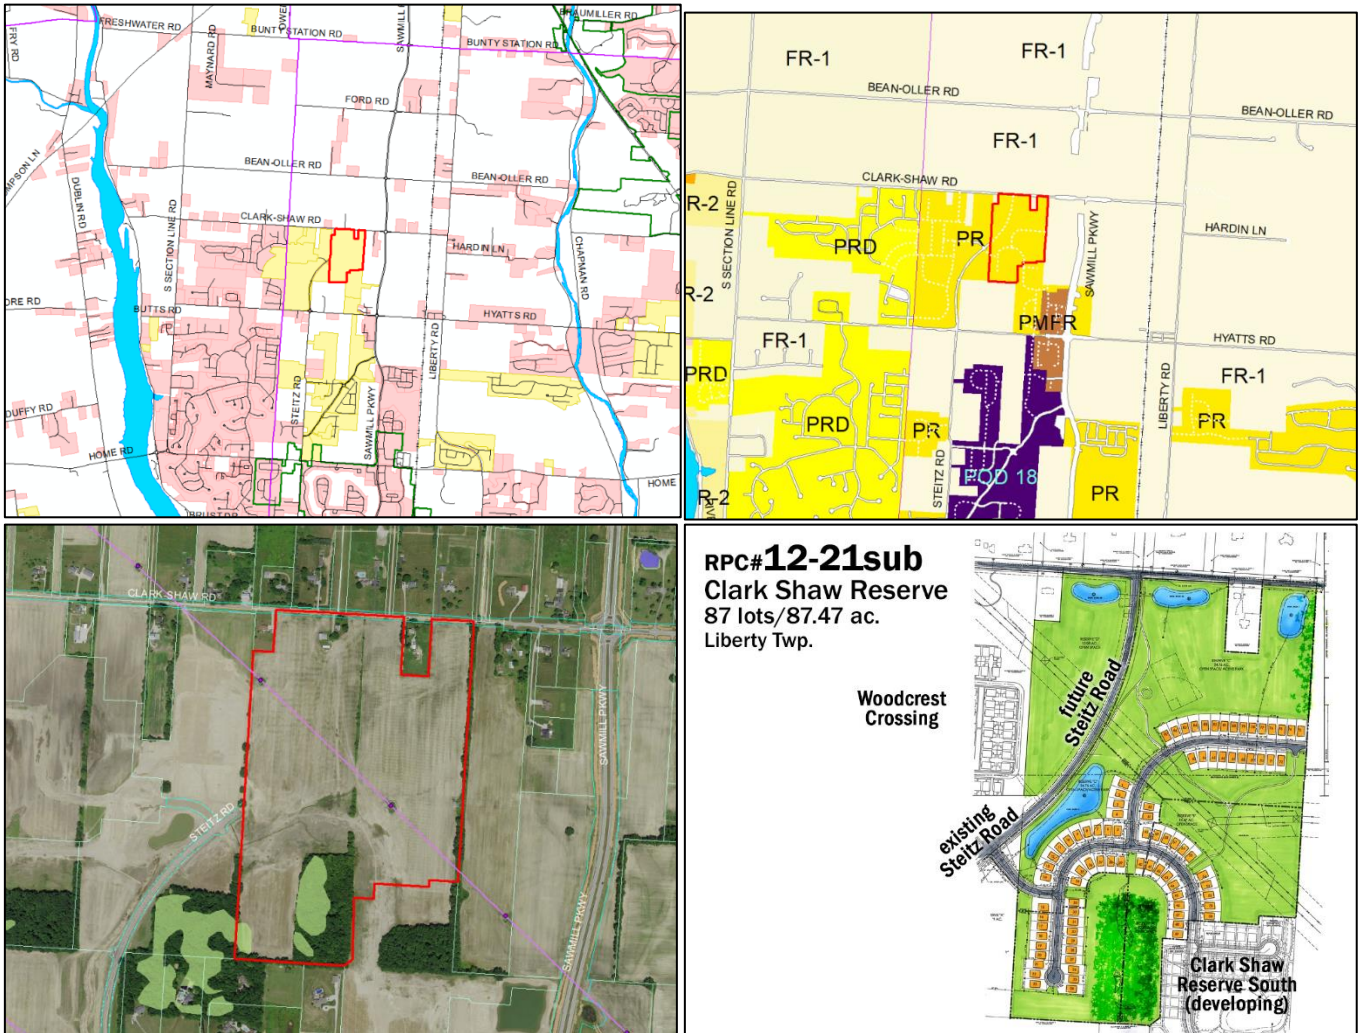 FRESHWATER RD
BUNTY STATION RD
BUNTY STATION RD
BRAUMILLER RD
FRY RD
MAYNARD RD
FORD RD
BEAN-OLLER RD
BEAN-OLLER RD
DUBLIN RD
S SECTION LINE RD
CLARK-SHAW RD
HARDIN LN
CHAPMAN RD
BUTTS RD
HYATTS RD
LIBERTY RD
STEITZ RD
SAWMILL PKWY
DUFFY RD
HOME RD
HOME
FR-1
FR-1
BEAN-OLLER RD
BEAN-OLLER RD
FR-1
CLARK-SHAW RD
R-2
S SECTION LINE RD
PRD
PR
HARDIN LN
SAWMILL PKWY
R-2
FR-1
PMFR
HYATTS RD
PRD
FR-1
LIBERTY RD
PRD
PR
PR
STEITZ RD
POD 18
R-2
PR
CLARK-SHAW RD
STEITZ RD
SAWMILL PKWY
SAWMILL PKWY
RPC#12-21sub
Clark Shaw Reserve
87 lots/87.47 ac.
Liberty Twp.
Woodcrest
Crossing
future
Steitz Road
existing
Steitz Road
Clark Shaw
Reserve South
(developing)